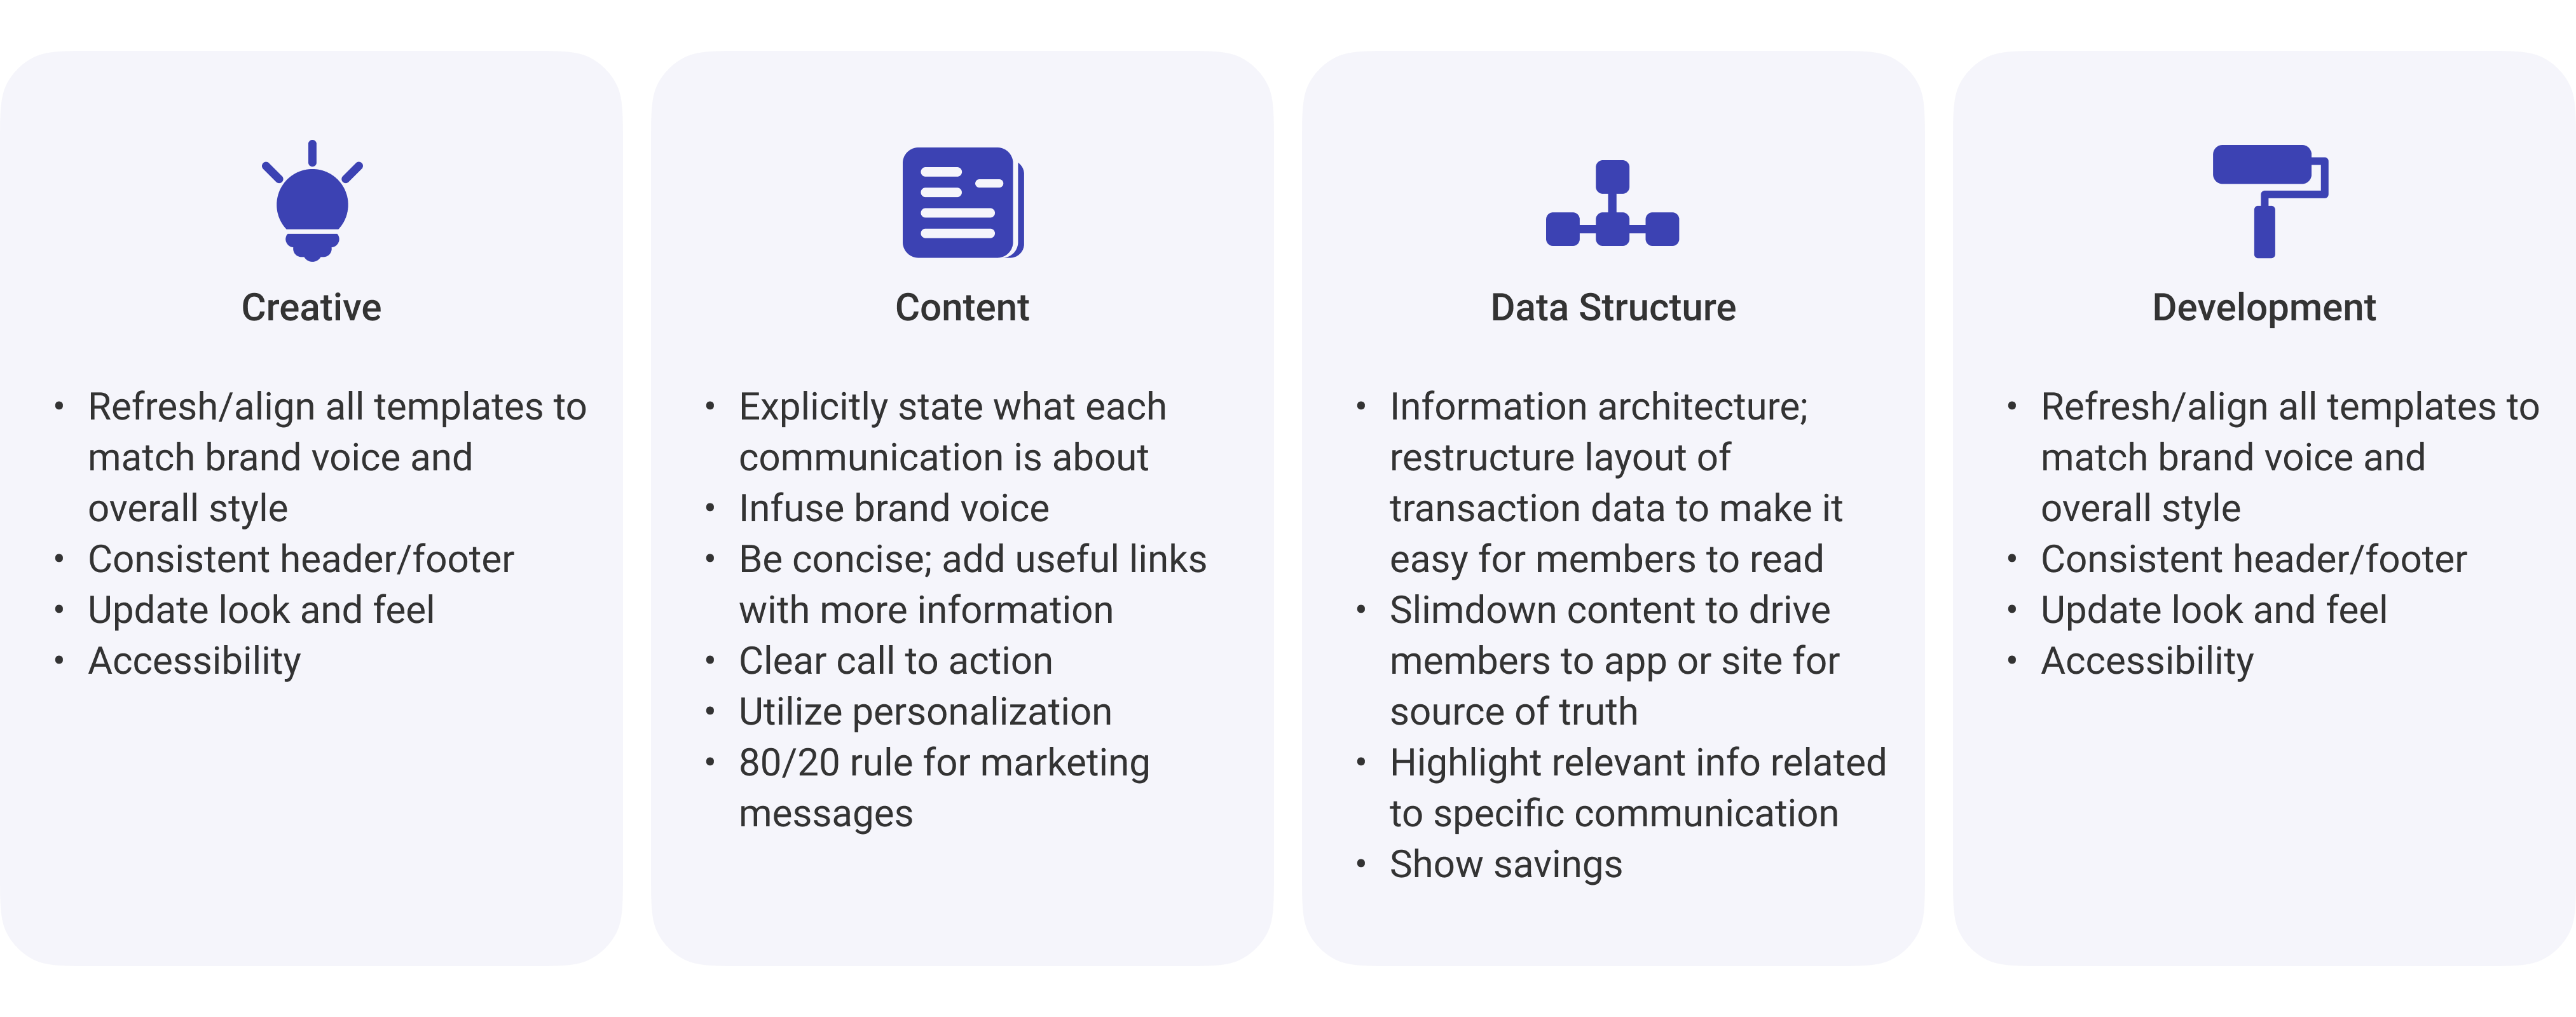 Creative
• Refresh/align all templates to
match brand voice and
overall style
• Consistent header/footer
• Update look and feel
• Accessibility
Content
• Explicitly state what each
communication is about
• Infuse brand voice
• Be concise; add useful links
with more information
• Clear call to action
• Utilize personalization
• 80/20 rule for marketing
messages
Data Structure
• Information architecture;
restructure layout of
transaction data to make it
easy for members to read
• Slimdown content to drive
members to app or site for
source of truth
• Highlight relevant info related
to specific communication
• Show savings
Development
• Refresh/align all templates to
match brand voice and
overall style
• Consistent header/footer
• Update look and feel
• Accessibility